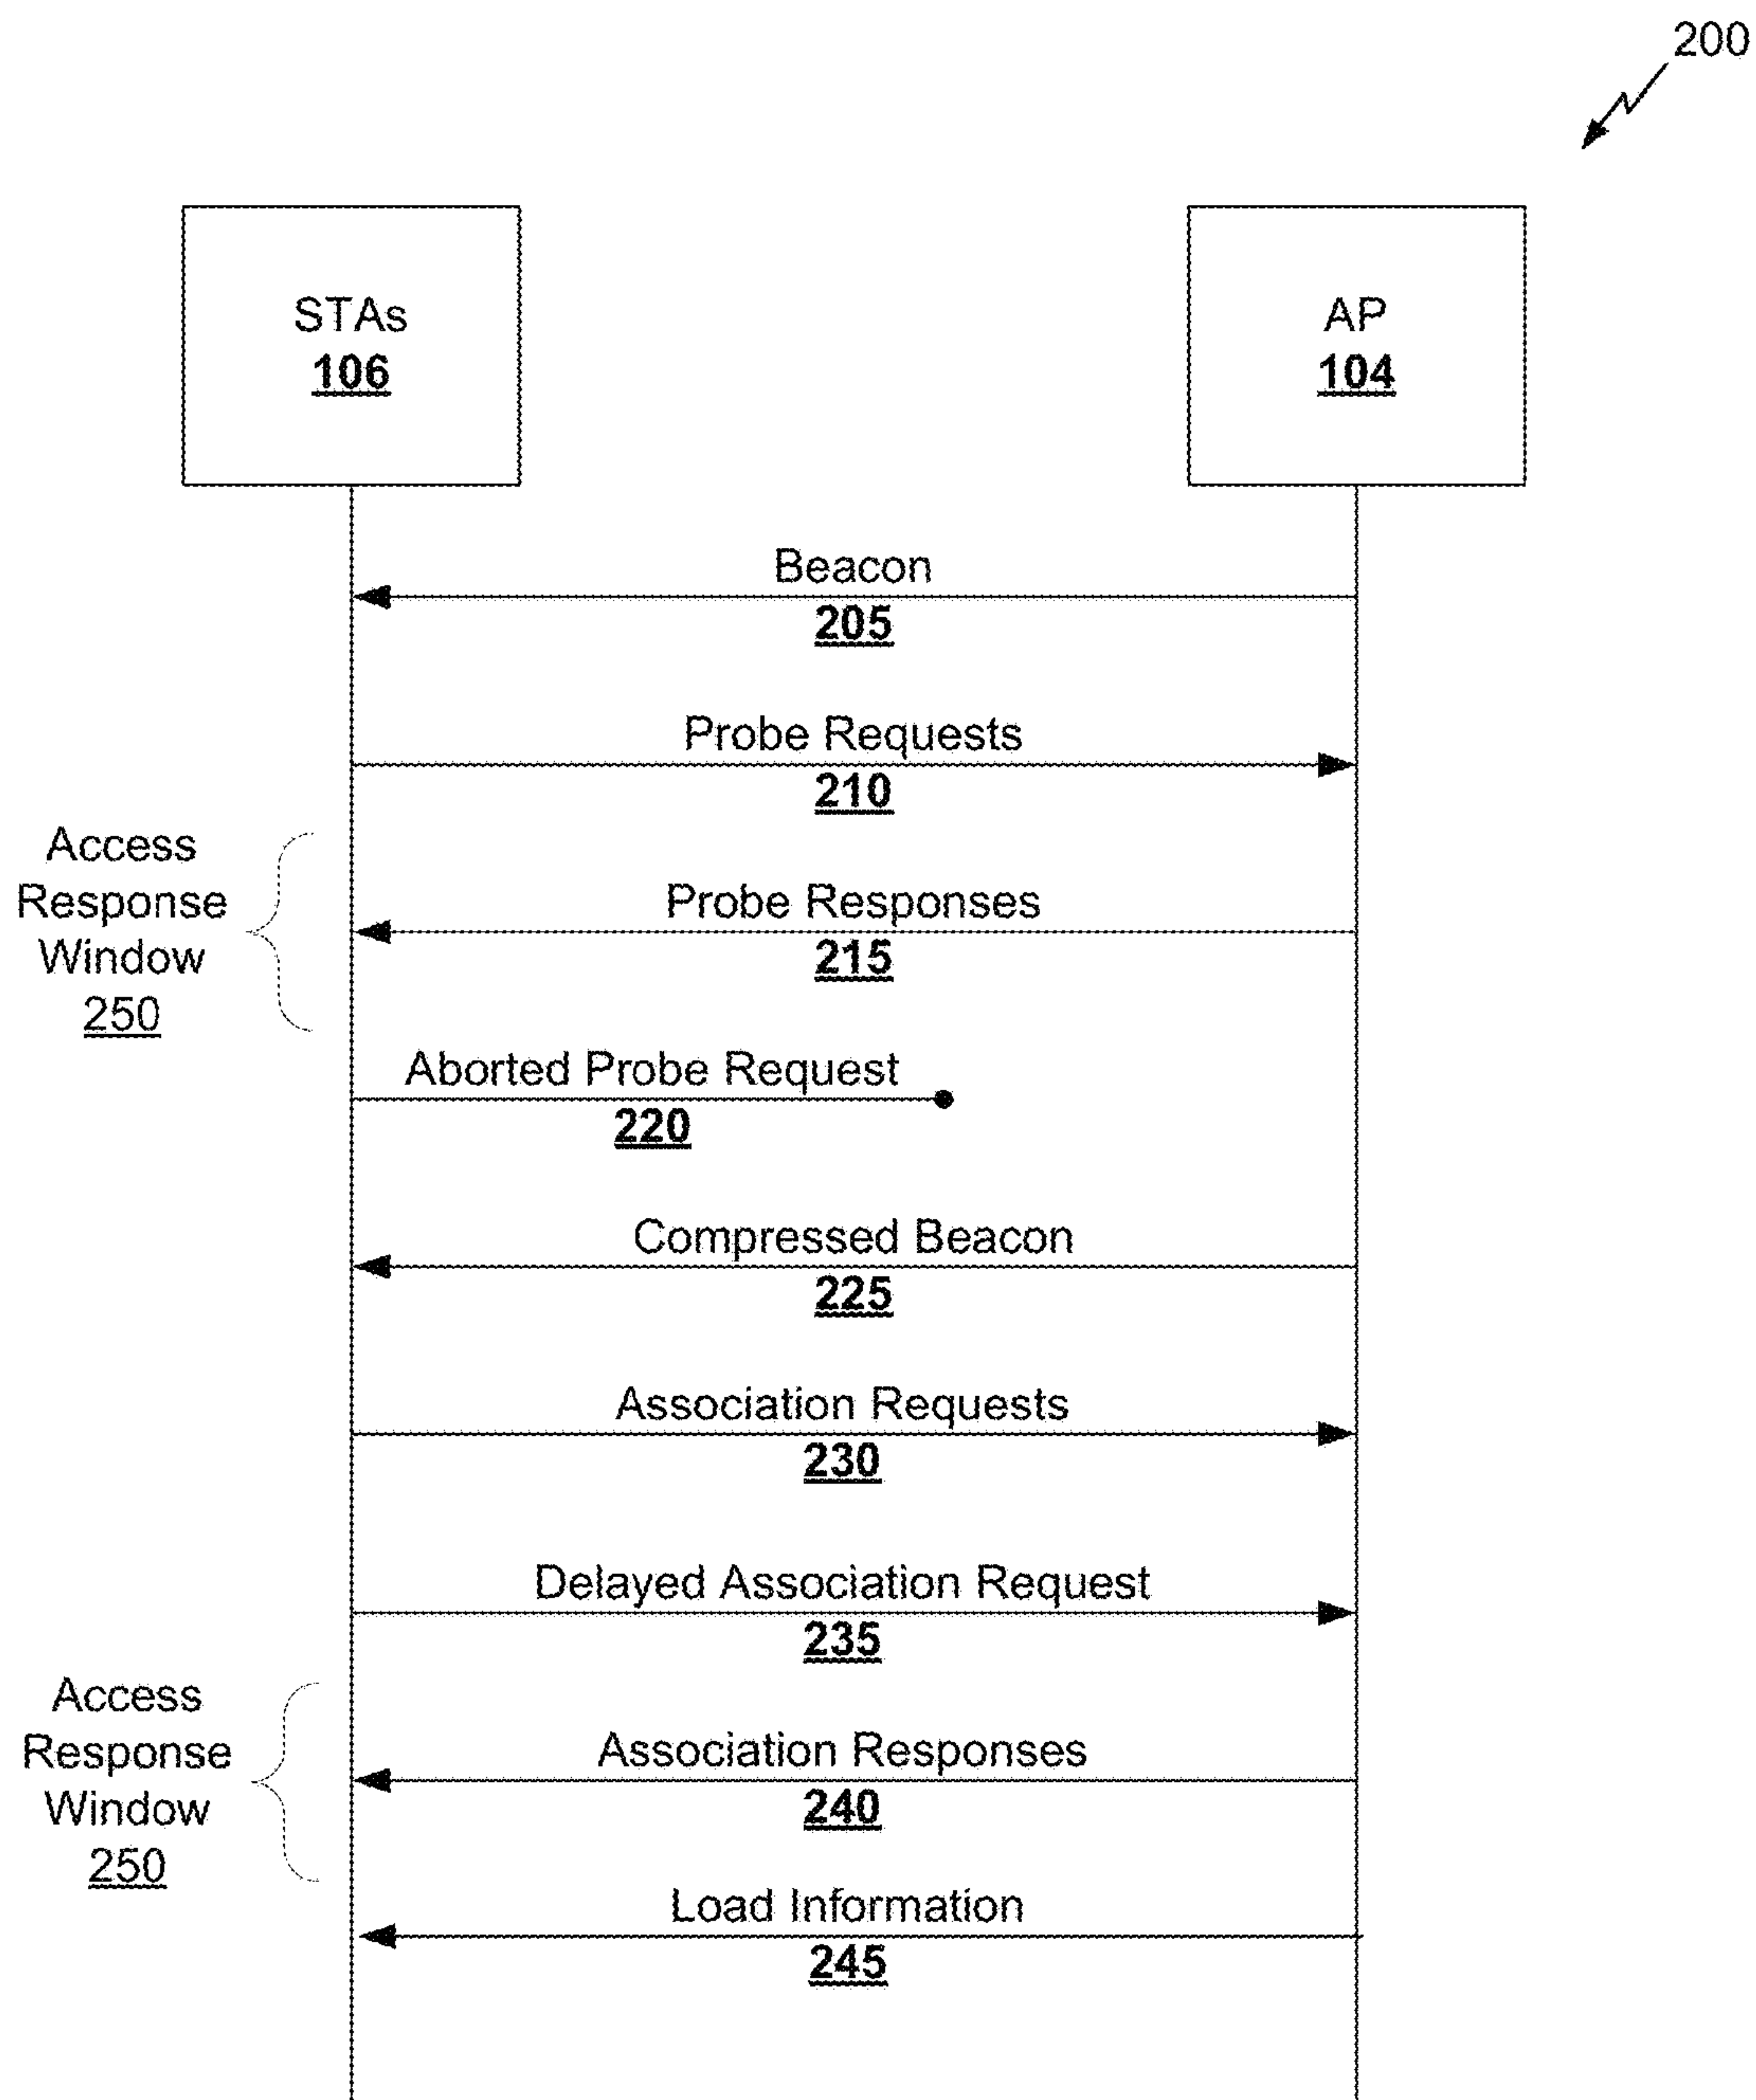 200
STAs
106
AP
104
Beacon
205
Probe Requests
210
Access
Response
Window
250
Probe Responses
215
Aborted Probe Request
220
Compressed Beacon
225
Association Requests
230
Delayed Association Request
235
Access
Response
Window
250
Association Responses
240
Load Information
245